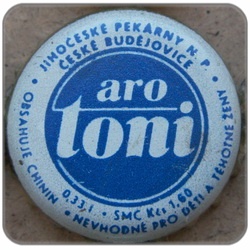 JIHOČESKÉ PEKÁRNY N. P.
ČESKÉ BUDĚJOVICE
aro
toni
OBSAHUJE CHININ
0,33 l · SMC Kčs 1,60
NEVHODNÉ PRO DĚTI A TĚHOTNÉ ŽENY